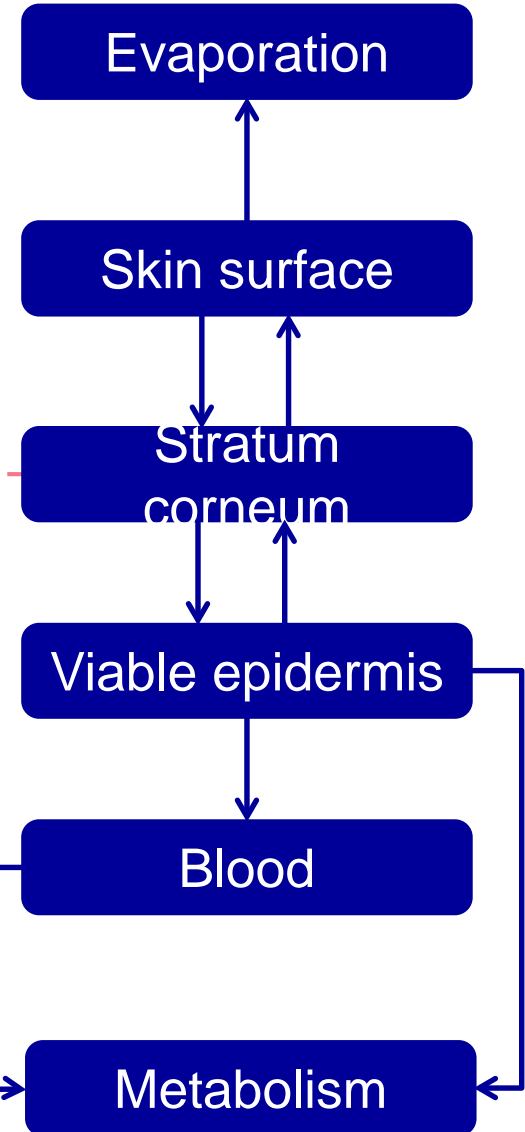 Evaporation
Skin surface
Stratum
corneum
Viable epidermis
Blood
Metabolism